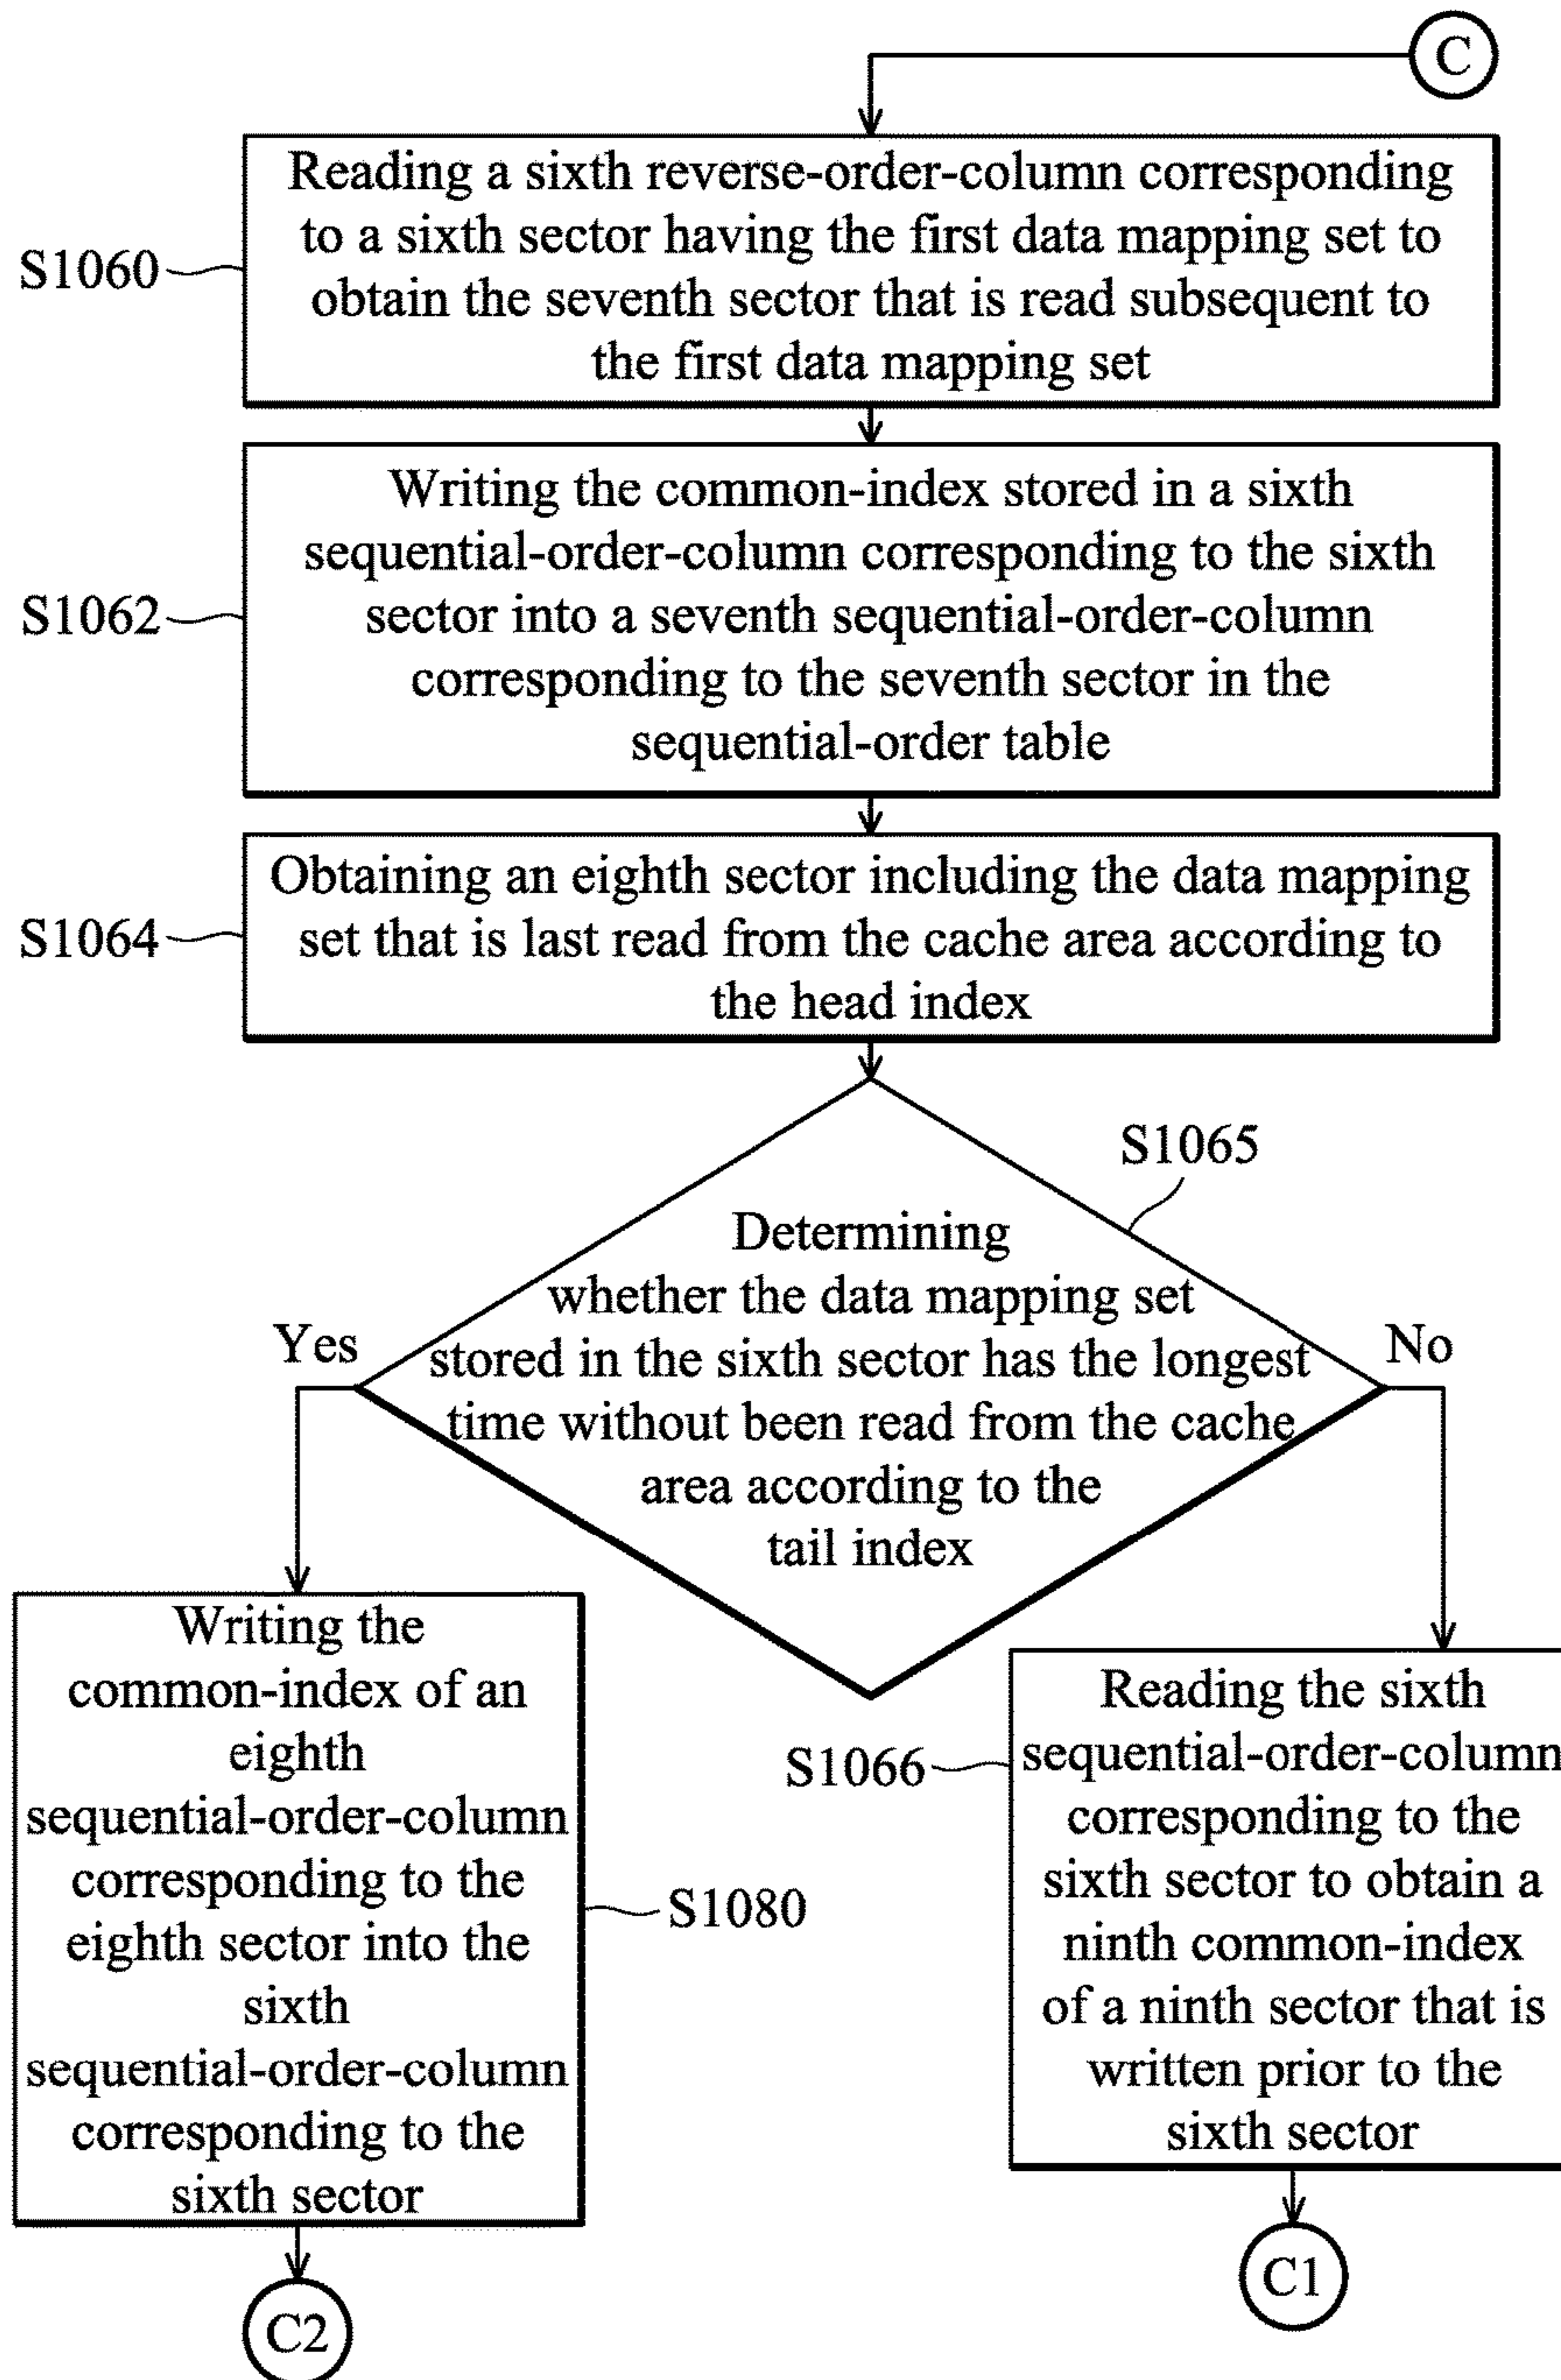 C
Reading a sixth reverse-order-column corresponding
to a sixth sector having the first data mapping set to
obtain the seventh sector that is read subsequent to
the first data mapping set
S1060
Writing the common-index stored in a sixth
sequential-order-column corresponding to the sixth
sector into a seventh sequential-order-column
corresponding to the seventh sector in the
sequential-order table
S1062
Obtaining an eighth sector including the data mapping
set that is last read from the cache area according to
the head index
S1064
S1065
Determining
whether the data mapping set
stored in the sixth sector has the longest
time without been read from the cache
area according to the
tail index
Yes
No
Writing the
common-index of an
eighth
sequential-order-column
corresponding to the
eighth sector into the
sixth
sequential-order-column
corresponding to the
sixth sector
S1080
S1066
Reading the sixth
sequential-order-column
corresponding to the
sixth sector to obtain a
ninth common-index
of a ninth sector that is
written prior to the
sixth sector
C1
C2